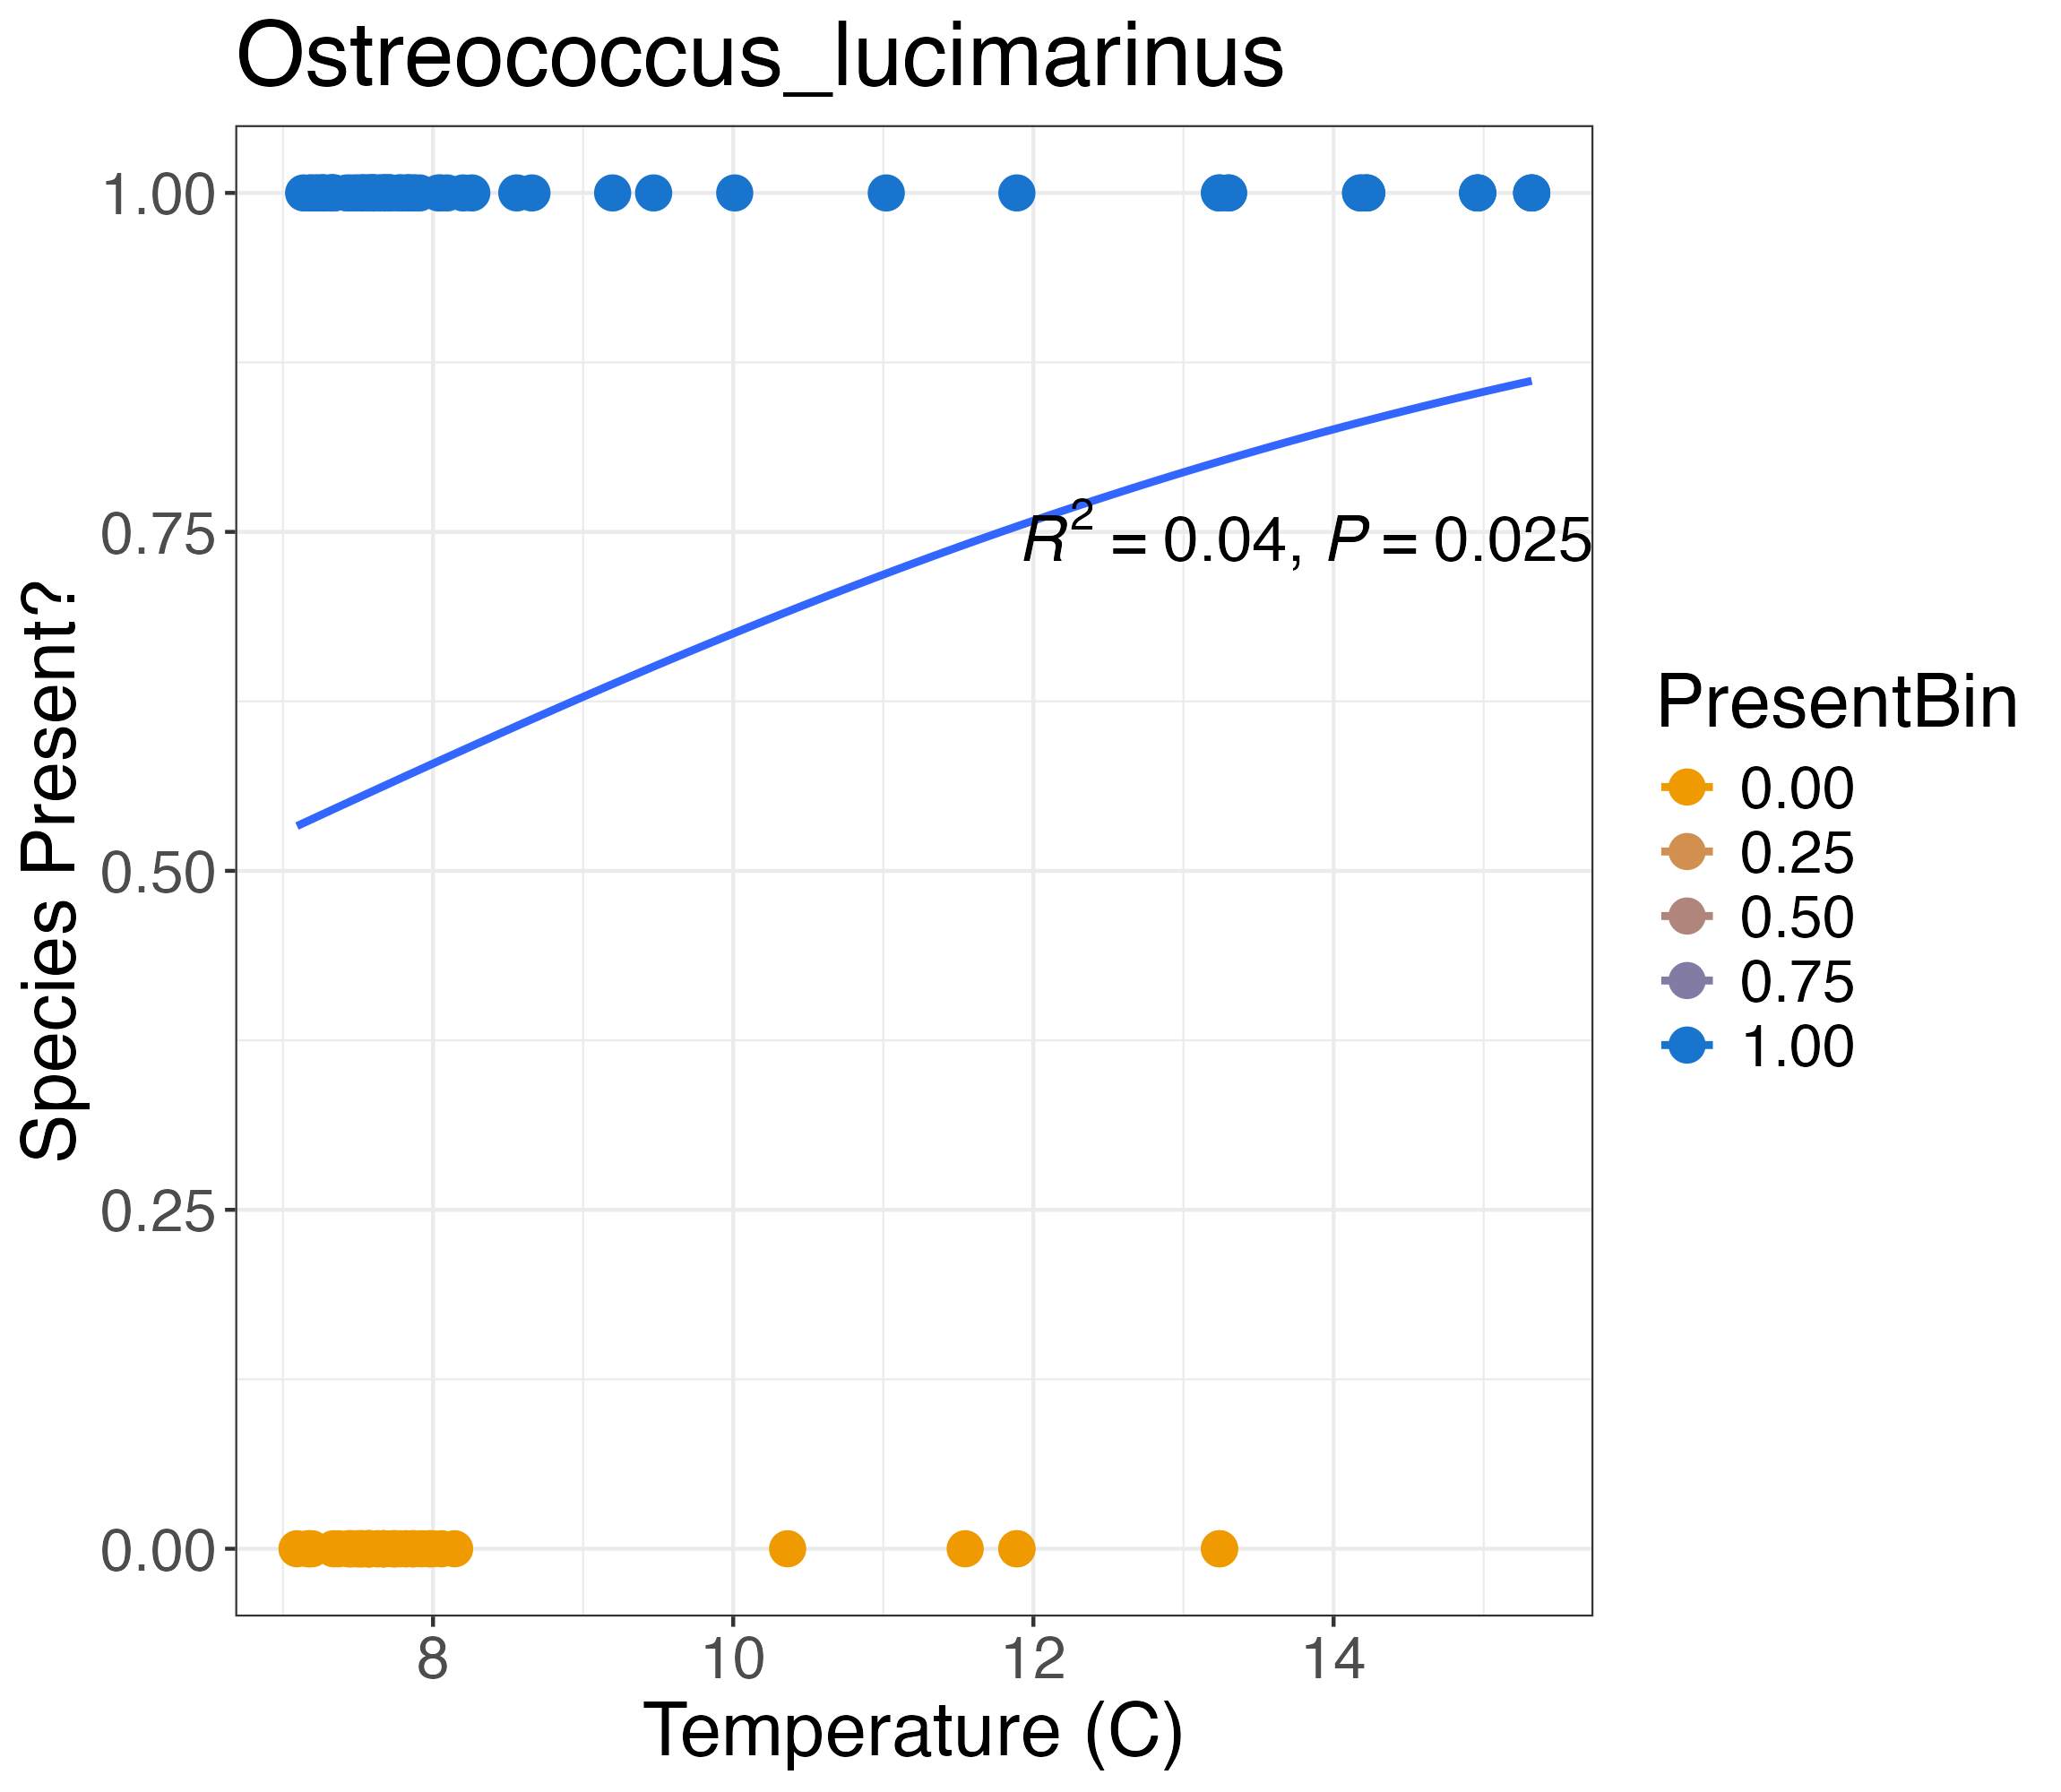 Ostreococcus_lucimarinus
1.00
0.75
0.50
0.25
0.00
Species Present?
R² = 0.04, P = 0.025
8 10 12 14
Temperature (C)
PresentBin
0.00
0.25
0.50
0.75
1.00